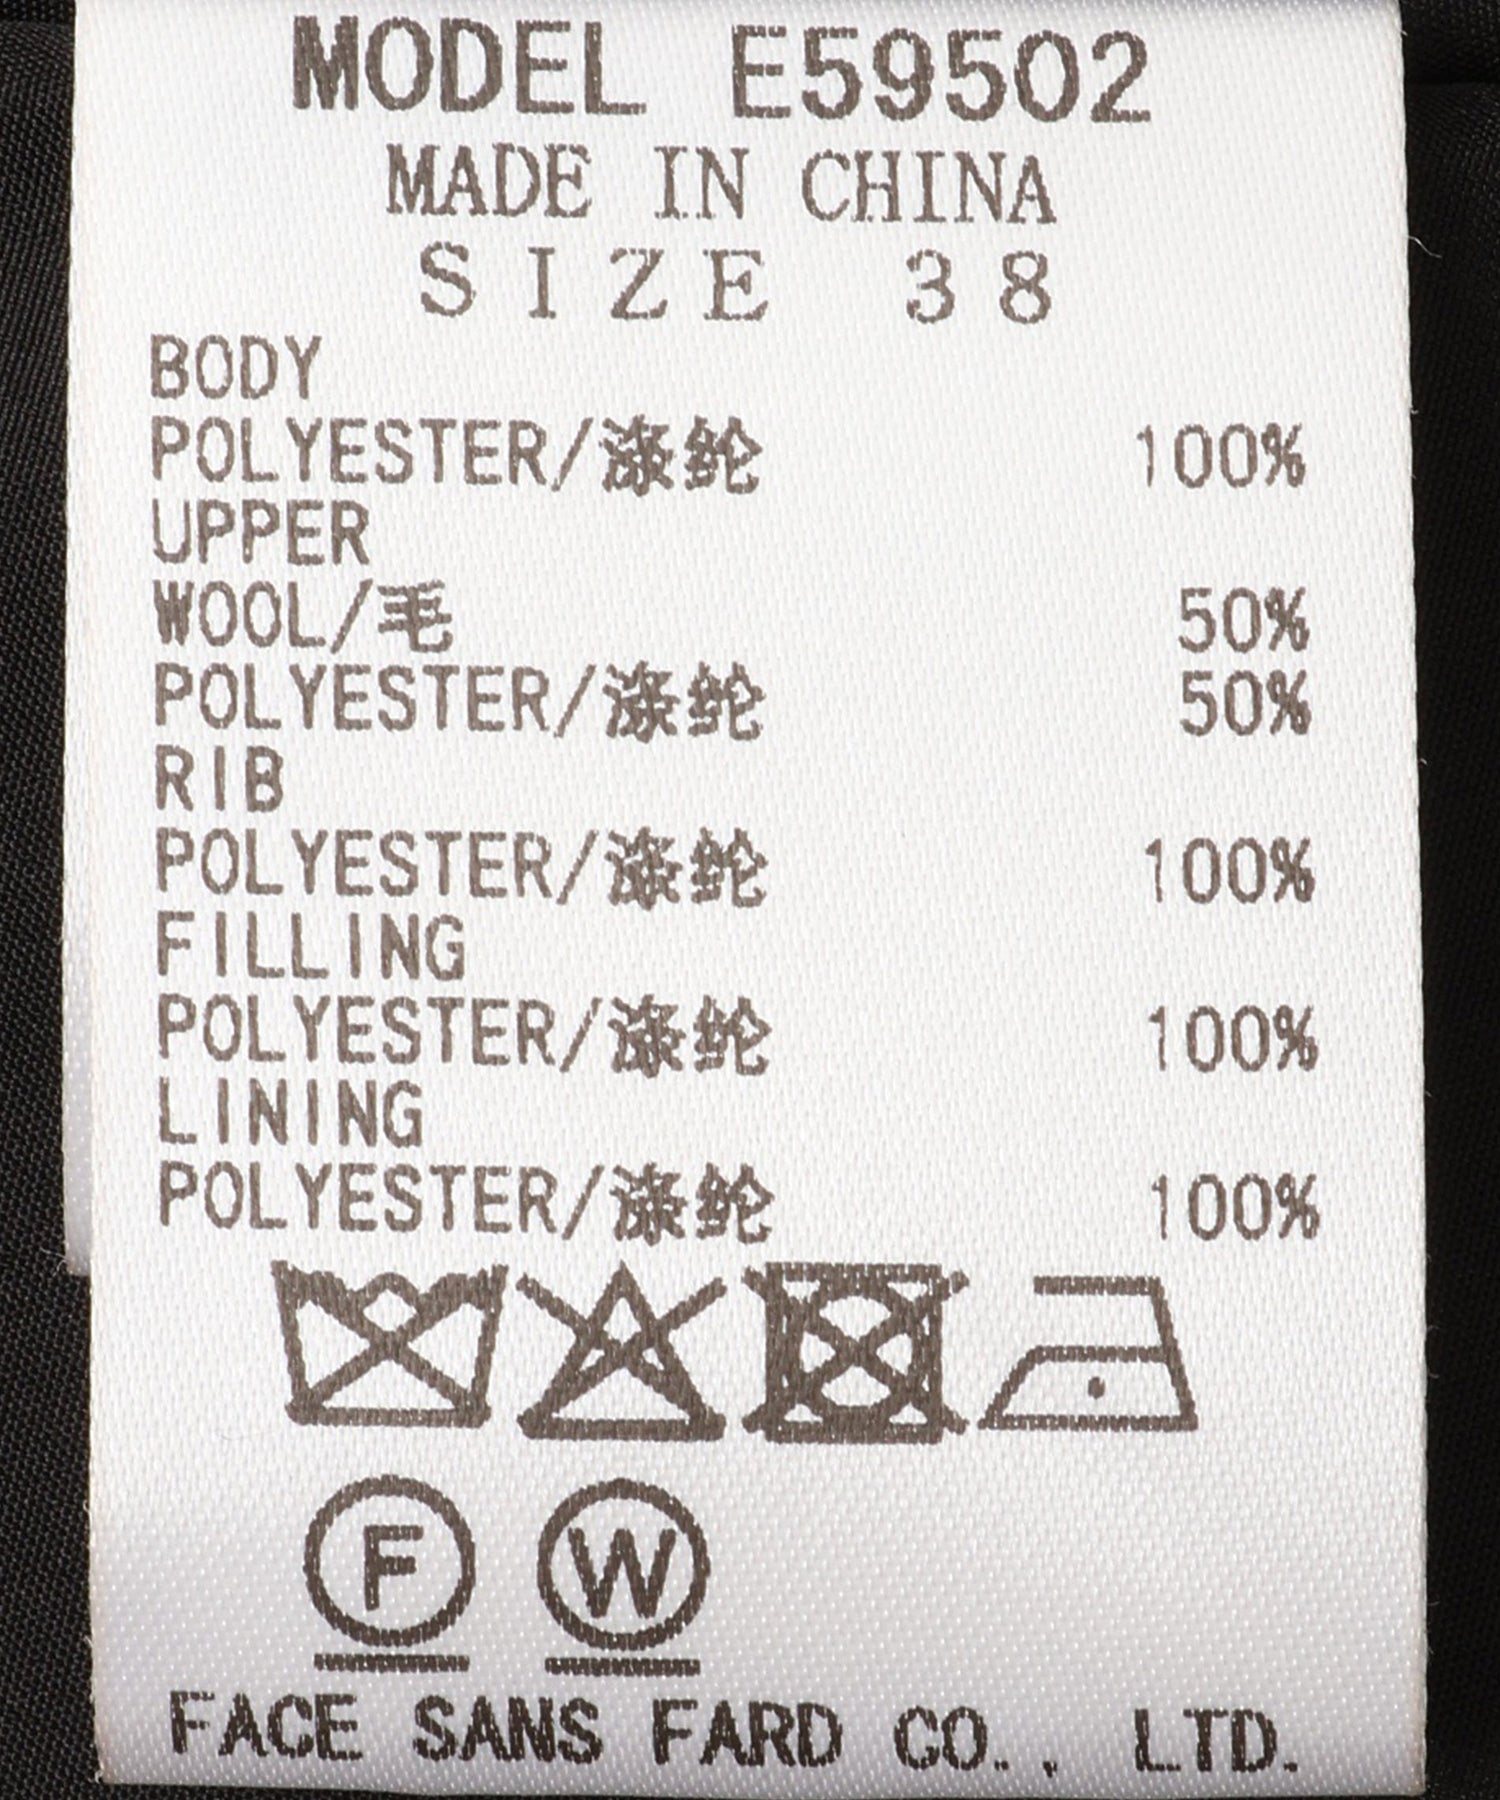 MODEL E59502
MADE IN CHINA
SIZE 38
BODY
POLYESTER/涤纶 100%
UPPER
WOOL/毛 50%
POLYESTER/涤纶 50%
RIB
POLYESTER/涤纶 100%
FILLING
POLYESTER/涤纶 100%
LINING
POLYESTER/涤纶 100%
F W
FACE SANS FARD CO., LTD.